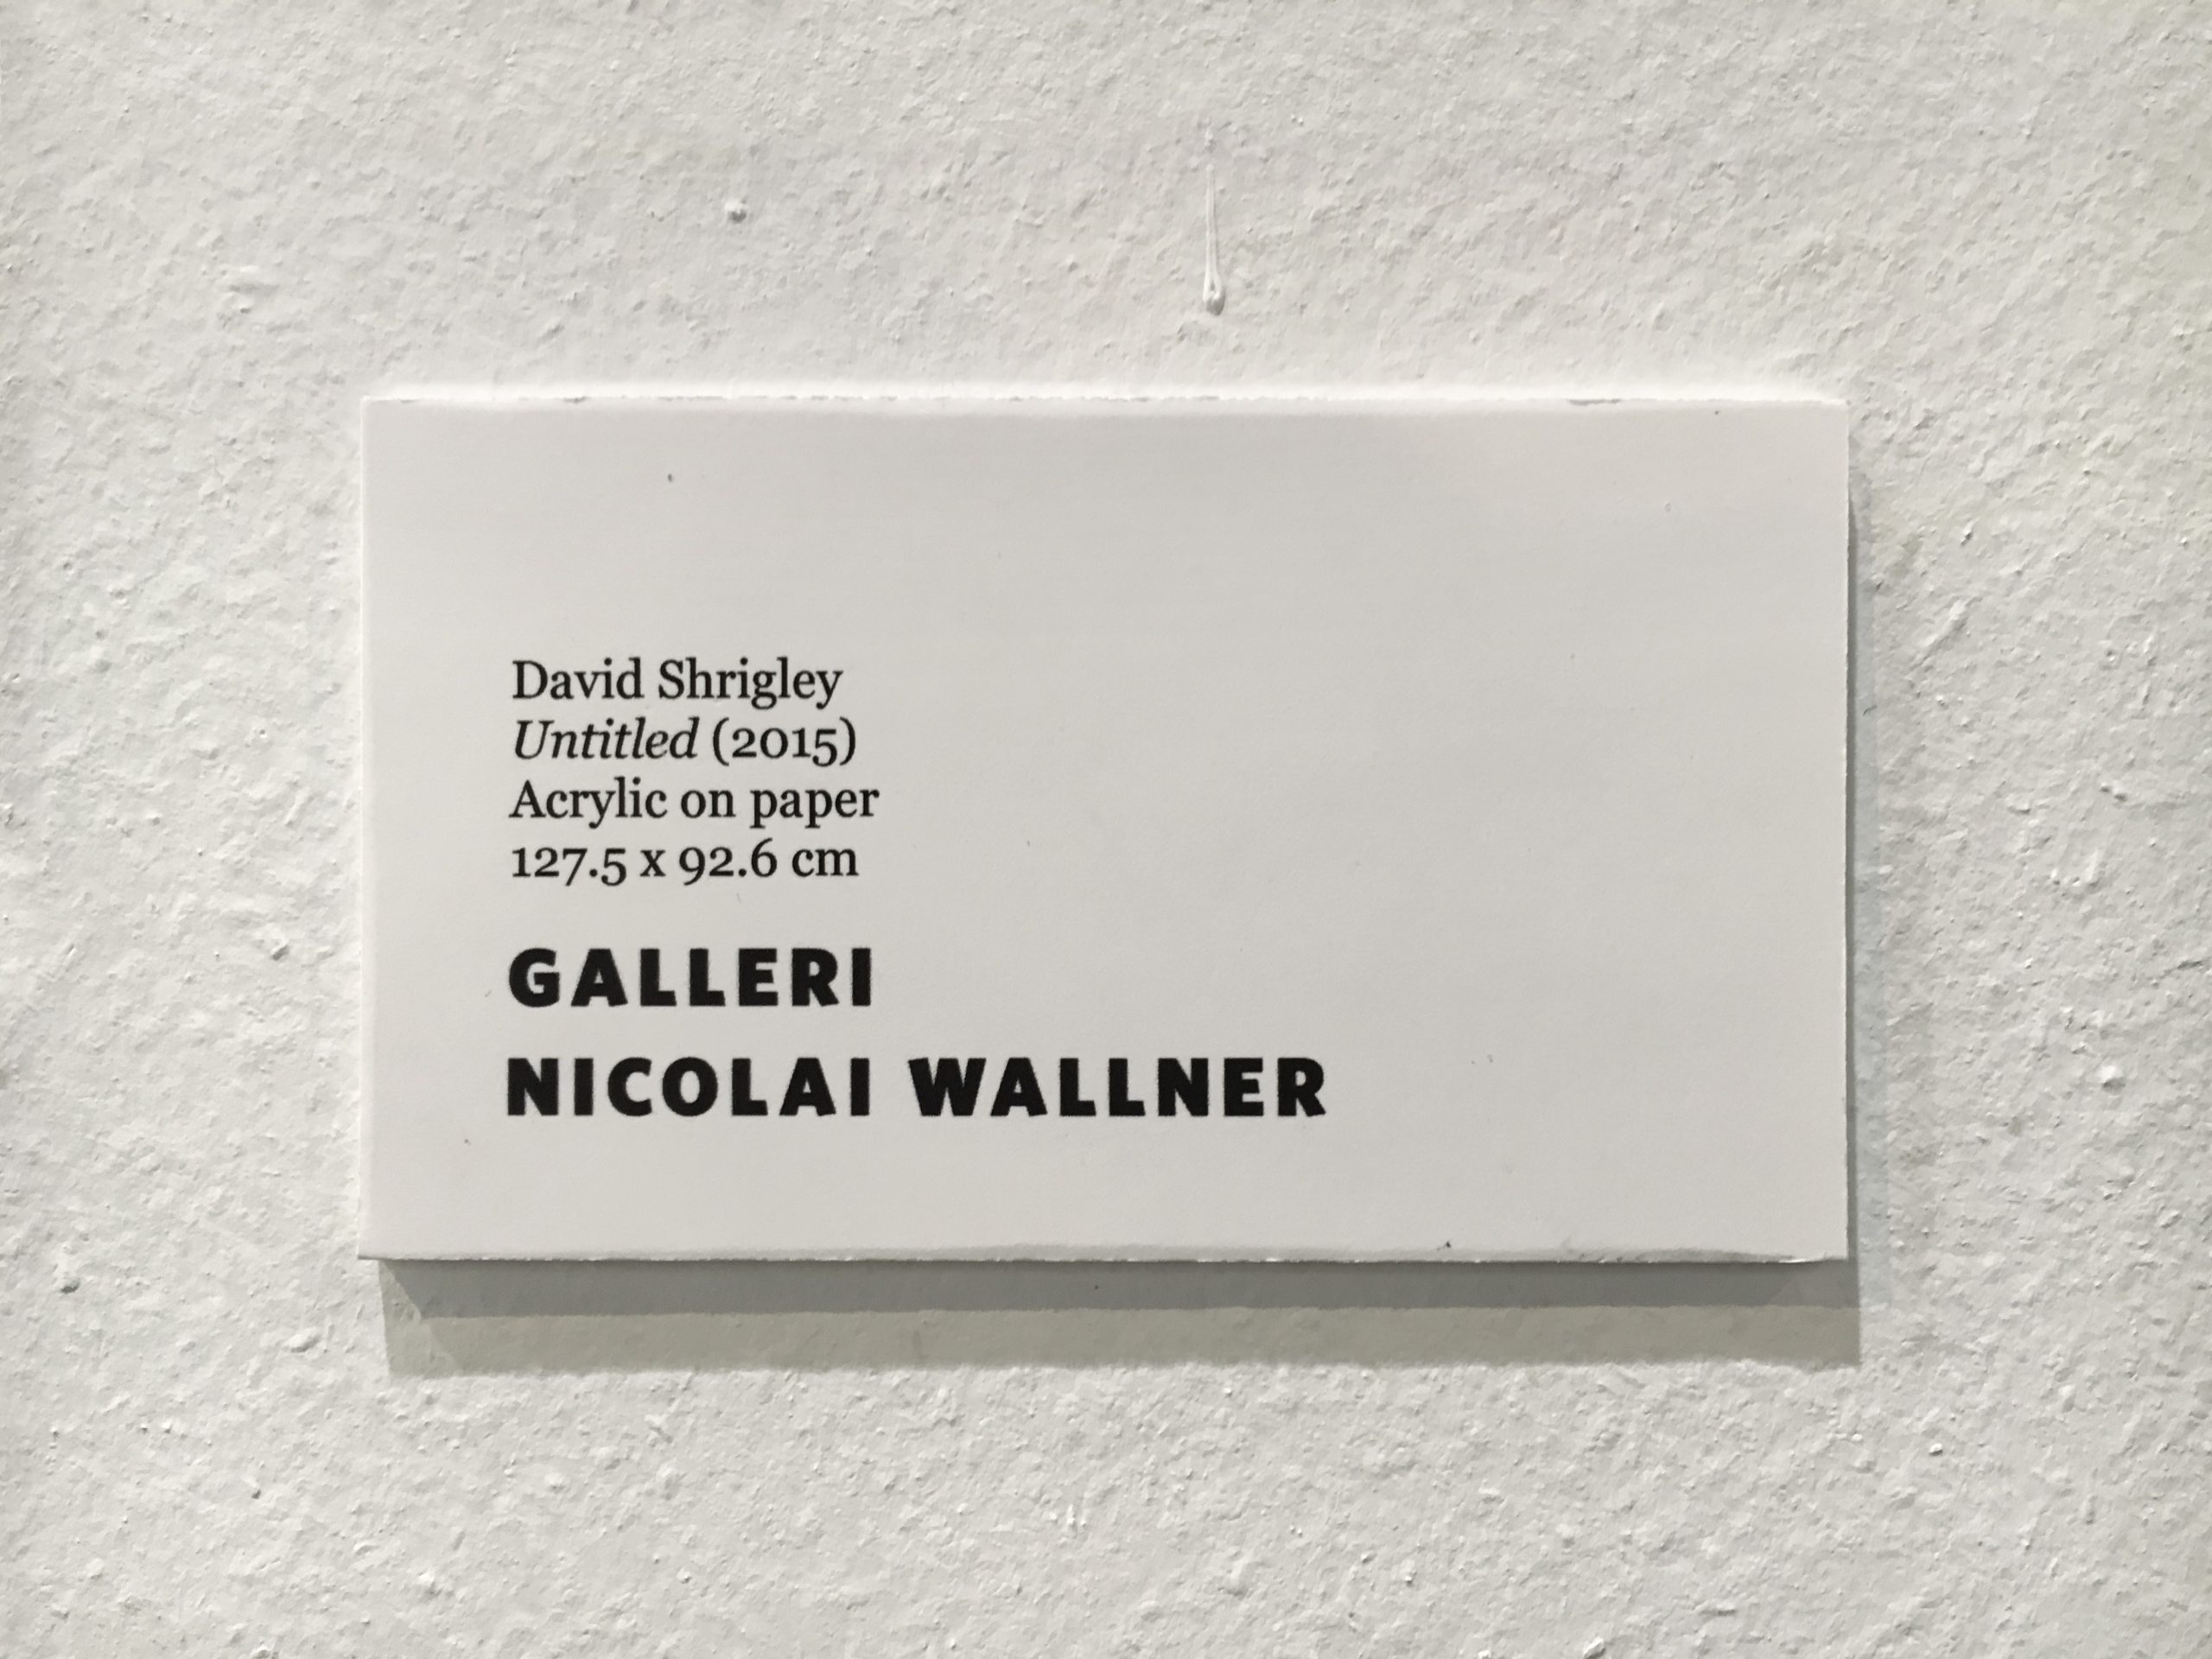 David Shrigley
Untitled (2015)
Acrylic on paper
127.5 x 92.6 cm
GALLERI
NICOLAI WALLNER